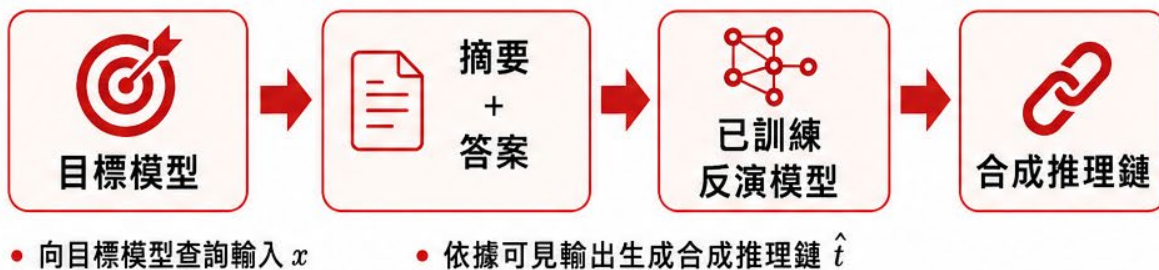 目標模型
摘要
+
答案
已訓練
反演模型
合成推理鏈
• 向目標模型查詢輸入 x
• 依據可見輸出生成合成推理鏈 t̂